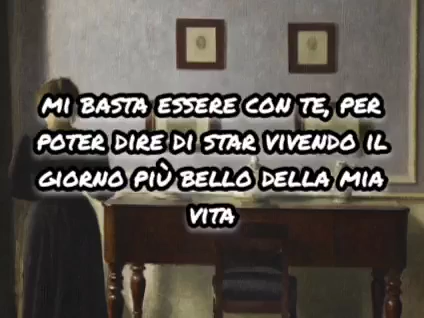 MI BASTA ESSERE CON TE, PER
POTER DIRE DI STAR VIVENDO IL
GIORNO PIÙ BELLO DELLA MIA
VITA